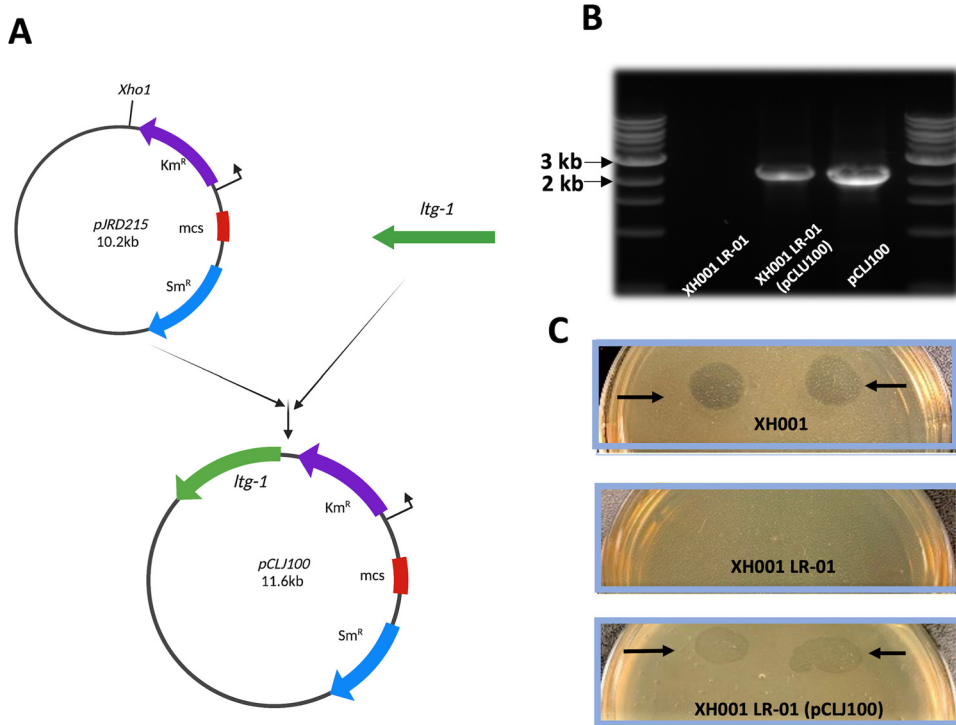 A
Xho1
Km^R
pJRD215
10.2kb
mcs
Sm^R
ltg-1
ltg-1
Km^R
pCLJ100
11.6kb
mcs
Sm^R
B
3 kb
2 kb
XH001 LR-01
XH001 LR-01
(pCLU100)
pCLJ100
C
XH001
XH001 LR-01
XH001 LR-01 (pCLJ100)